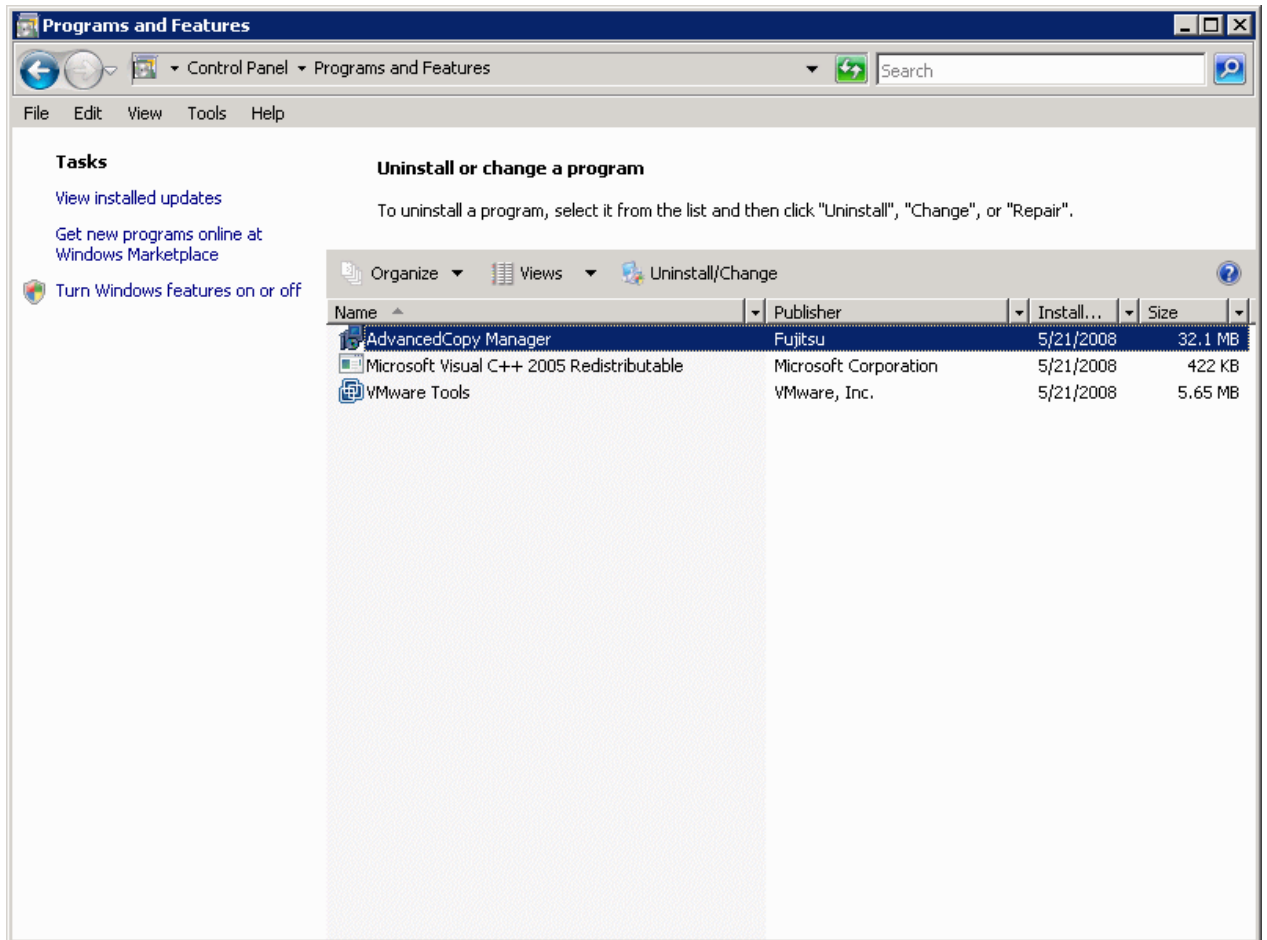 Programs and Features
Control Panel Programs and Features Search
File Edit View Tools Help
Tasks
View installed updates
Get new programs online at
Windows Marketplace
Turn Windows features on or off
Uninstall or change a program
To uninstall a program, select it from the list and then click "Uninstall", "Change", or "Repair".
Organize Views Uninstall/Change
Name Publisher Install... Size
AdvancedCopy Manager Fujitsu 5/21/2008 32.1 MB
Microsoft Visual C++ 2005 Redistributable Microsoft Corporation 5/21/2008 422 KB
VMware Tools VMware, Inc. 5/21/2008 5.65 MB